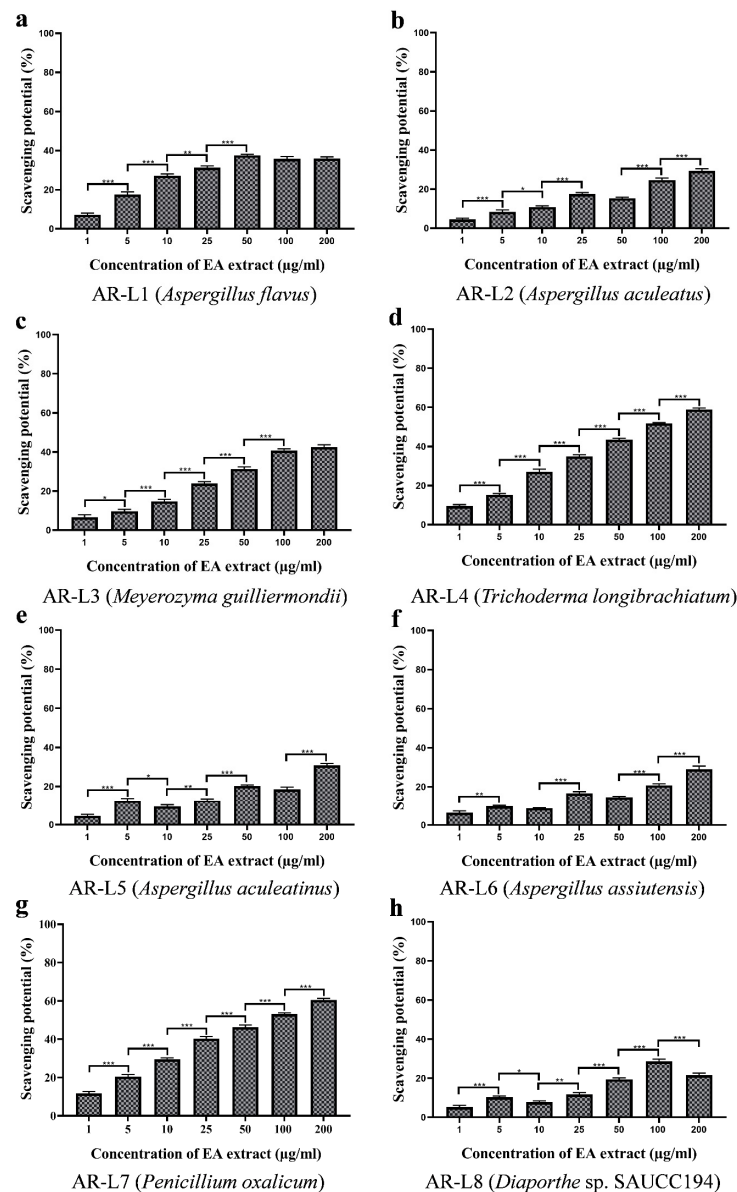 a
Scavenging potential (%)
100
80
60
40
20
0
*** *** ** ***
1 5 10 25 50 100 200
Concentration of EA extract (µg/ml)
AR-L1 (Aspergillus flavus)
b
Scavenging potential (%)
100
80
60
40
20
0
*** * *** *** ***
1 5 10 25 50 100 200
Concentration of EA extract (µg/ml)
AR-L2 (Aspergillus aculeatus)
c
Scavenging potential (%)
100
80
60
40
20
0
* *** *** *** ***
1 5 10 25 50 100 200
Concentration of EA extract (µg/ml)
AR-L3 (Meyerozyma guilliermondii)
d
Scavenging potential (%)
100
80
60
40
20
0
*** *** *** *** *** ***
1 5 10 25 50 100 200
Concentration of EA extract (µg/ml)
AR-L4 (Trichoderma longibrachiatum)
e
Scavenging potential (%)
100
80
60
40
20
0
*** * ** *** ***
1 5 10 25 50 100 200
Concentration of EA extract (µg/ml)
AR-L5 (Aspergillus aculeatinus)
f
Scavenging potential (%)
100
80
60
40
20
0
** *** *** ***
1 5 10 25 50 100 200
Concentration of EA extract (µg/ml)
AR-L6 (Aspergillus assiutensis)
g
Scavenging potential (%)
100
80
60
40
20
0
*** *** *** *** *** ***
1 5 10 25 50 100 200
Concentration of EA extract (µg/ml)
AR-L7 (Penicillium oxalicum)
h
Scavenging potential (%)
100
80
60
40
20
0
*** * ** *** *** ***
1 5 10 25 50 100 200
Concentration of EA extract (µg/ml)
AR-L8 (Diaporthe sp. SAUCC194)